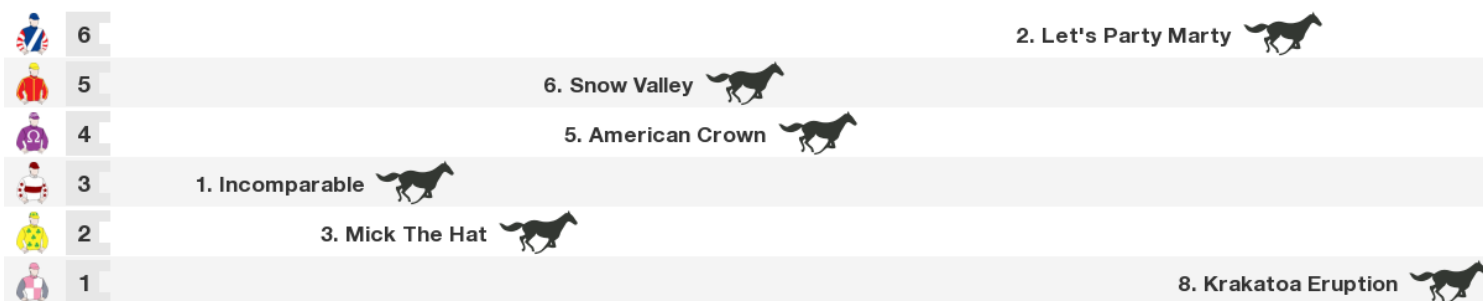 6 2. Let's Party Marty
5 6. Snow Valley
4 Ω 5. American Crown
3 1. Incomparable
2 3. Mick The Hat
1 8. Krakatoa Eruption